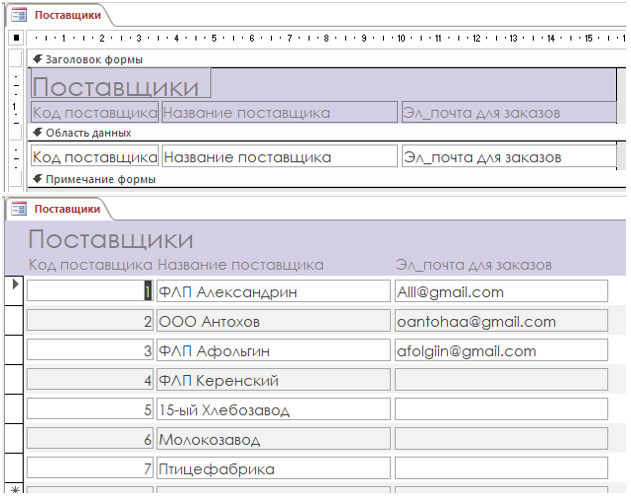 Поставщики
1 2 3 4 5 6 7 8 9 10 11 12 13 14 15 1
Заголовок формы
Поставщики
Код поставщика Название поставщика Эл_почта для заказов
1
Область данных
Код поставщика Название поставщика Эл_почта для заказов
Примечание формы
Поставщики
Поставщики
Код поставщика Название поставщика Эл_почта для заказов
1 ФЛП Александрин Alll@gmail.com
2 ООО Антохов oantohaa@gmail.com
3 ФЛП Афольгин afolgiin@gmail.com
4 ФЛП Керенский
5 15-ый Хлебозавод
6 Молокозавод
7 Птицефабрика